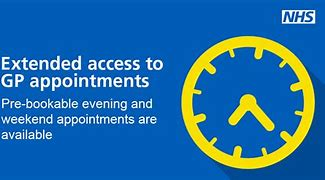 NHS
Extended access to
GP appointments
Pre-bookable evening and
weekend appointments are
available